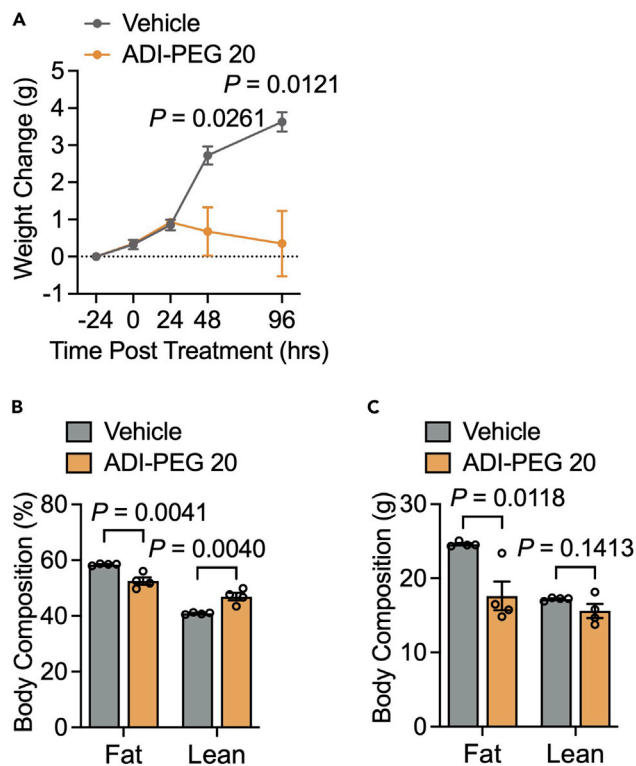 A
Vehicle
ADI-PEG 20
Weight Change (g)
5
4
3
2
1
0
-1
P = 0.0121
P = 0.0261
-24 0 24 48 96
Time Post Treatment (hrs)
B
Vehicle
ADI-PEG 20
Body Composition (%)
80
60
40
20
0
P = 0.0041
P = 0.0040
Fat Lean
C
Vehicle
ADI-PEG 20
Body Composition (g)
30
20
10
0
P = 0.0118
P = 0.1413
Fat Lean